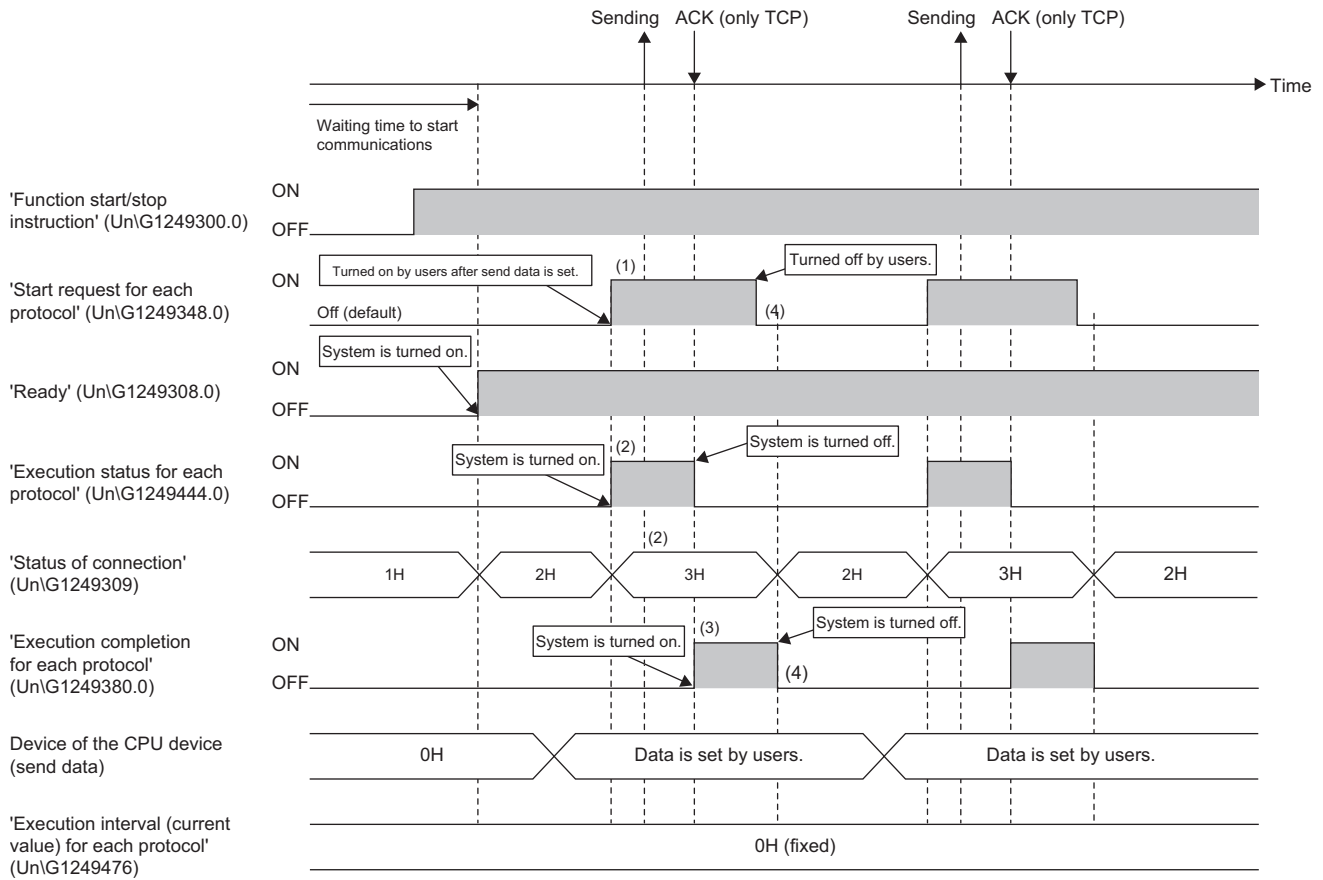 Sending ACK (only TCP) Sending ACK (only TCP)
Time
Waiting time to start
communications
'Function start/stop
instruction' (Un\G1249300.0)
ON
OFF
'Start request for each
protocol' (Un\G1249348.0)
ON
Off (default)
Turned on by users after send data is set.
(1)
Turned off by users.
(4)
System is turned on.
'Ready' (Un\G1249308.0)
ON
OFF
'Execution status for each
protocol' (Un\G1249444.0)
ON
OFF
System is turned on.
(2)
System is turned off.
'Status of connection'
(Un\G1249309)
(2)
1H 2H 3H 2H 3H 2H
'Execution completion
for each protocol'
(Un\G1249380.0)
ON
OFF
System is turned on.
(3)
System is turned off.
(4)
Device of the CPU device
(send data)
0H Data is set by users. Data is set by users.
'Execution interval (current
value) for each protocol'
(Un\G1249476)
0H (fixed)